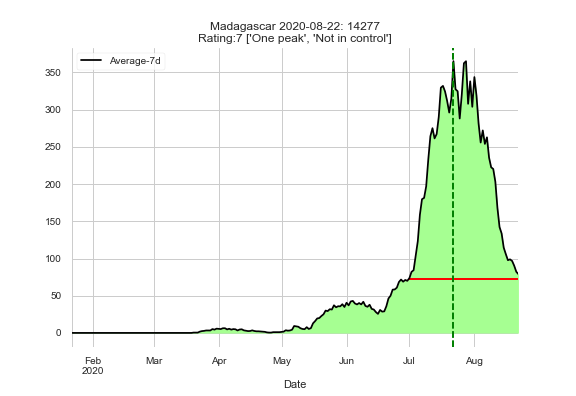 Madagascar 2020-08-22: 14277
Rating:7 ['One peak', 'Not in control']
Average-7d
350
300
250
200
150
100
50
0
Feb
2020
Mar
Apr
May
Jun
Jul
Aug
Date